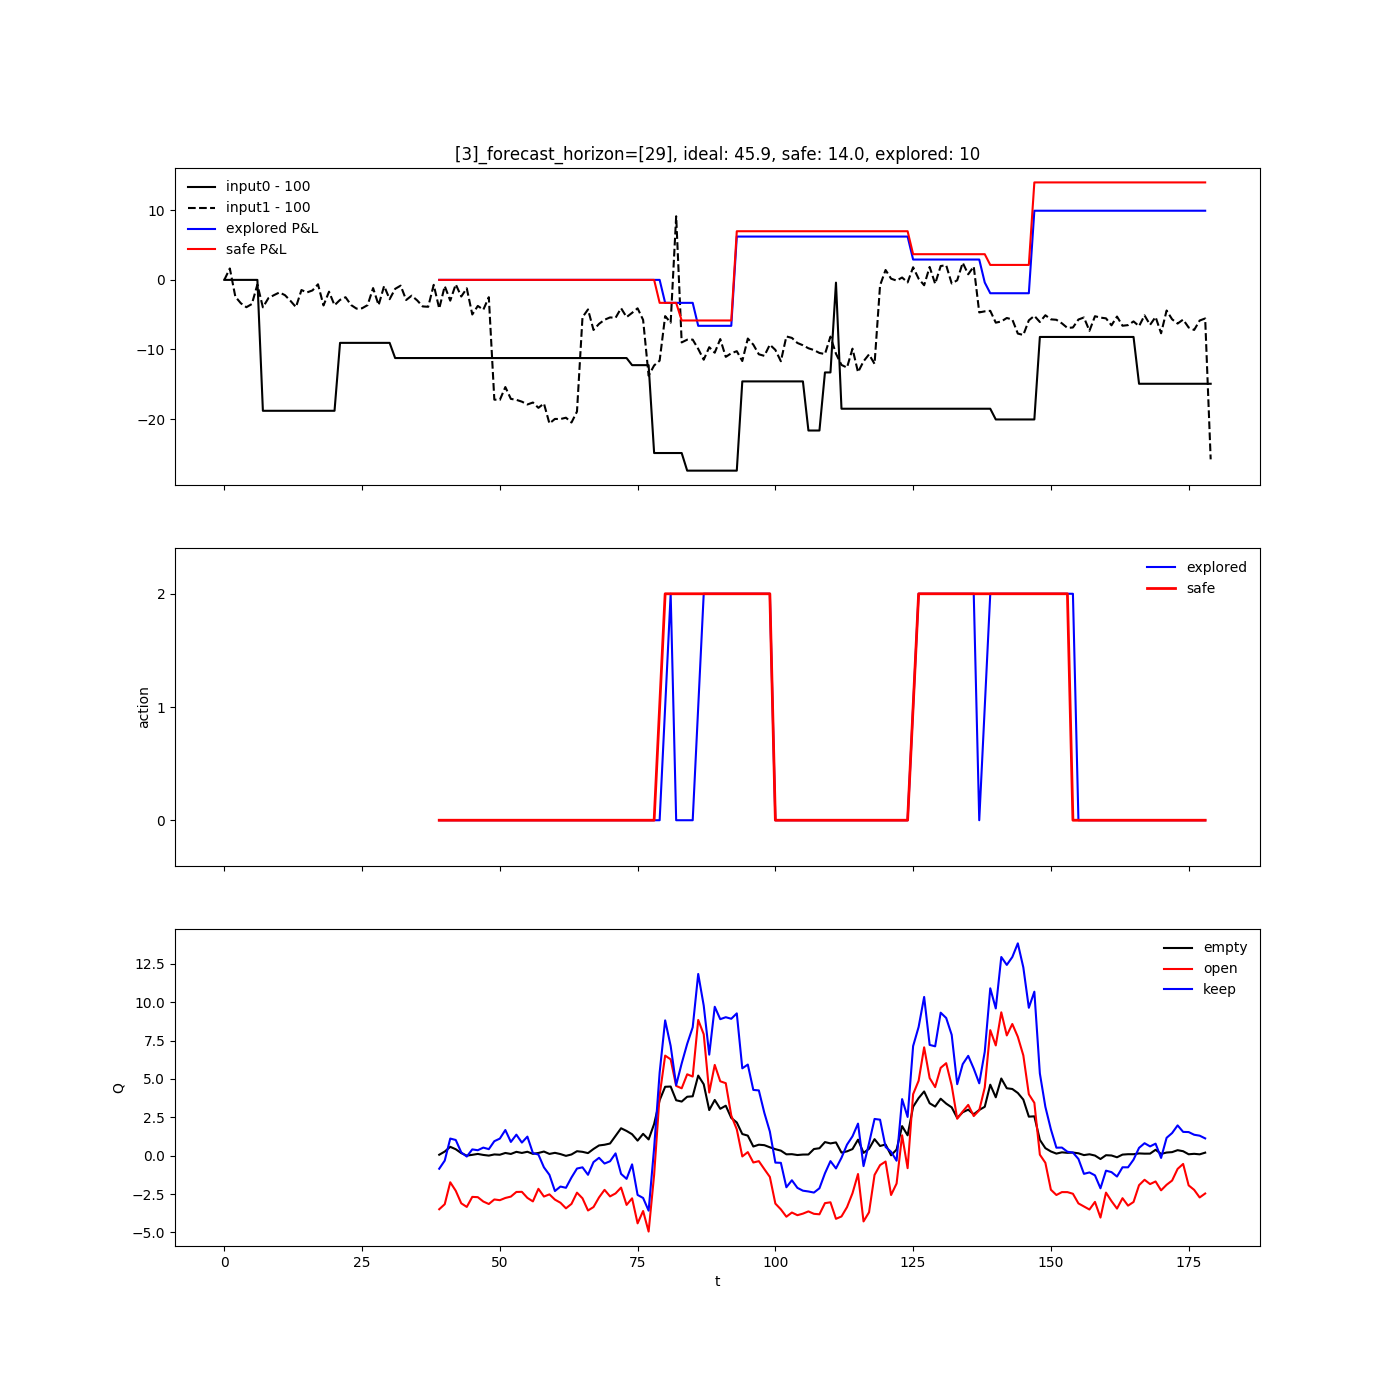 [3]_forecast_horizon=[29], ideal: 45.9, safe: 14.0, explored: 10
input0 - 100
input1 - 100
explored P&L
safe P&L
10
0
−10
−20
explored
safe
2
1
0
action
empty
open
keep
12.5
10.0
7.5
5.0
2.5
0.0
−2.5
−5.0
Q
0 25 50 75 100 125 150 175
t